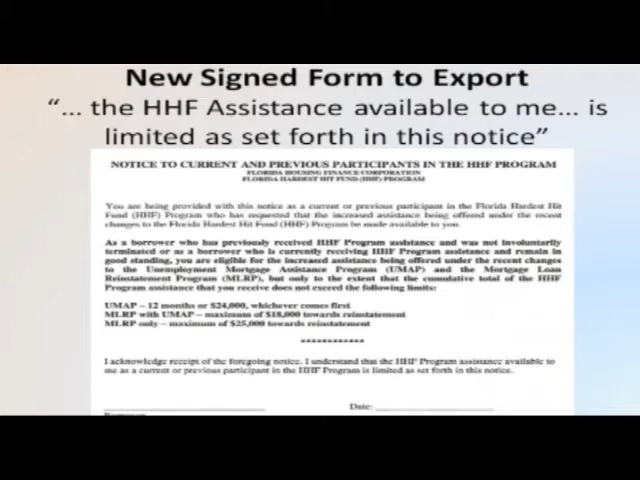 New Signed Form to Export
“... the HHF Assistance available to me... is
limited as set forth in this notice”
NOTICE TO CURRENT AND PREVIOUS PARTICIPANTS IN THE HHF PROGRAM
FLORIDA HOUSING FINANCE CORPORATION
FLORIDA HARDEST HIT FUND (HHF) PROGRAM
You are being provided with this notice as a current or previous participant in the Florida Hardest Hit
Fund (HHF) Program who has requested that the increased assistance being offered under the recent
changes to the Florida Hardest Hit Fund (HHF) Program be made available to you.
As a borrower who has previously received HHF Program assistance and was not involuntarily
terminated or as a borrower who is currently receiving HHF Program assistance and remain in
good standing, you are eligible for the increased assistance being offered under the recent changes
to the Unemployment Mortgage Assistance Program (UMAP) and the Mortgage Loan
Reinstatement Program (MLRP), but only to the extent that the cumulative total of the HHF
Program assistance that you receive does not exceed the following limits:
UMAP – 12 months or $24,000, whichever comes first
MLRP with UMAP – maximum of $18,000 towards reinstatement
MLRP only – maximum of $25,000 towards reinstatement
************
I acknowledge receipt of the foregoing notice. I understand that the HHF Program assistance available to
me as a current or previous participant in the HHF Program is limited as set forth in this notice.
Date: